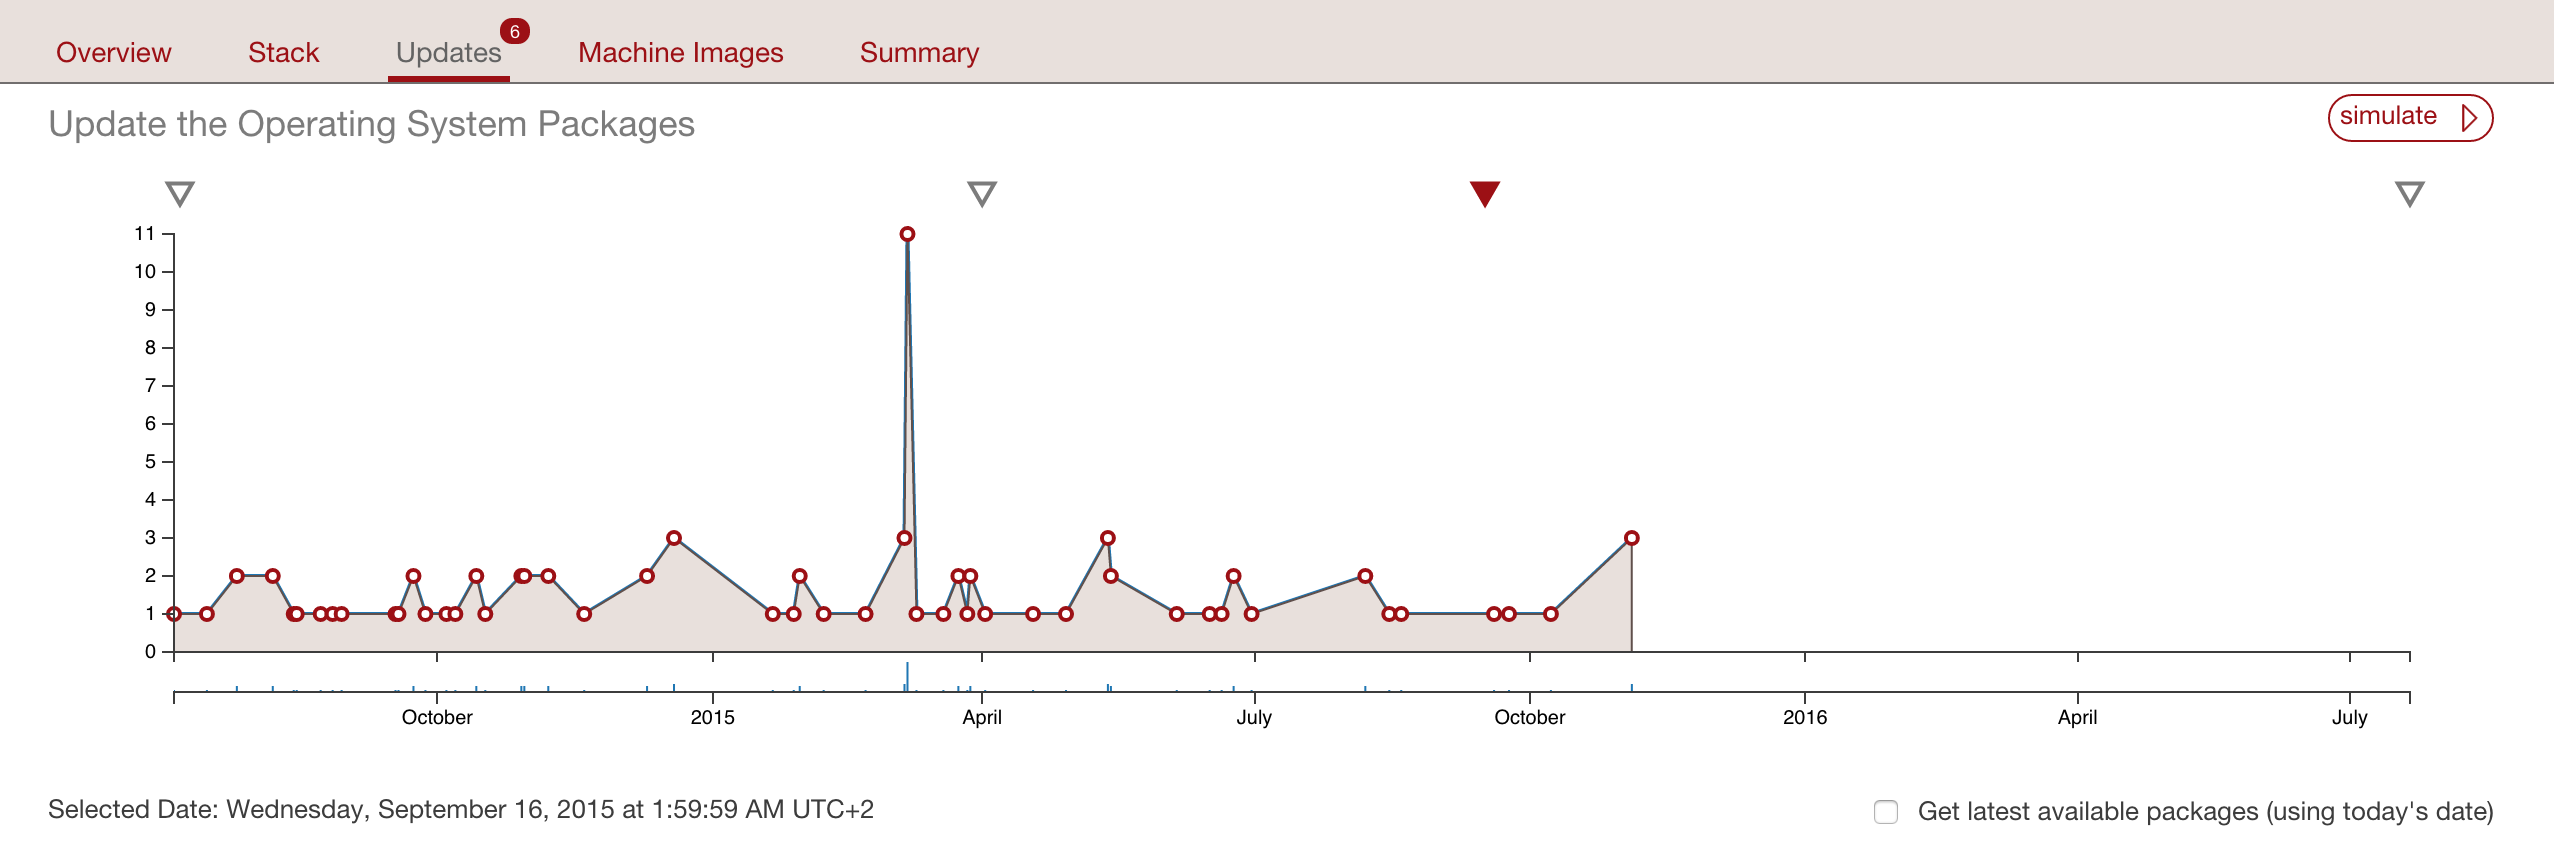 6
Overview Stack Updates Machine Images Summary
Update the Operating System Packages
simulate
11
10
9
8
7
6
5
4
3
2
1
0
October 2015 April July October 2016 April July
Selected Date: Wednesday, September 16, 2015 at 1:59:59 AM UTC+2
Get latest available packages (using today's date)